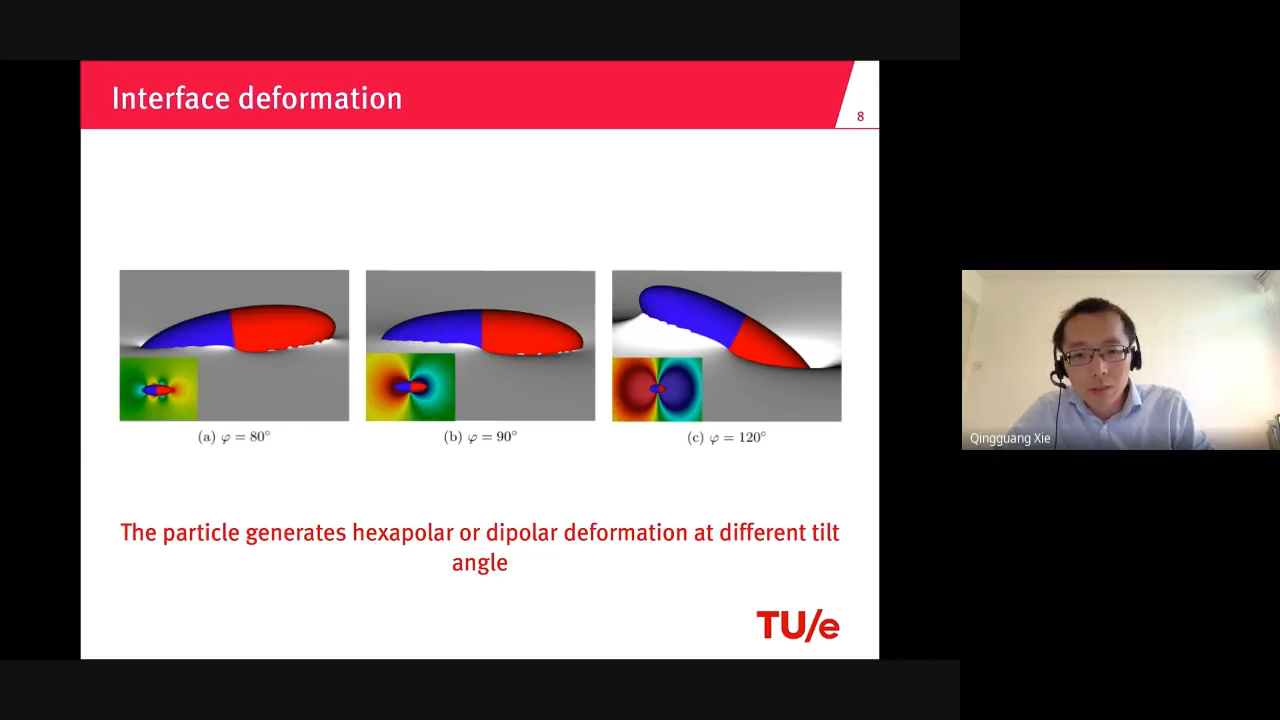 Interface deformation
8
(a) φ = 80°
(b) φ = 90°
(c) φ = 120°
The particle generates hexapolar or dipolar deformation at different tilt
angle
TU/e
Qingguang Xie